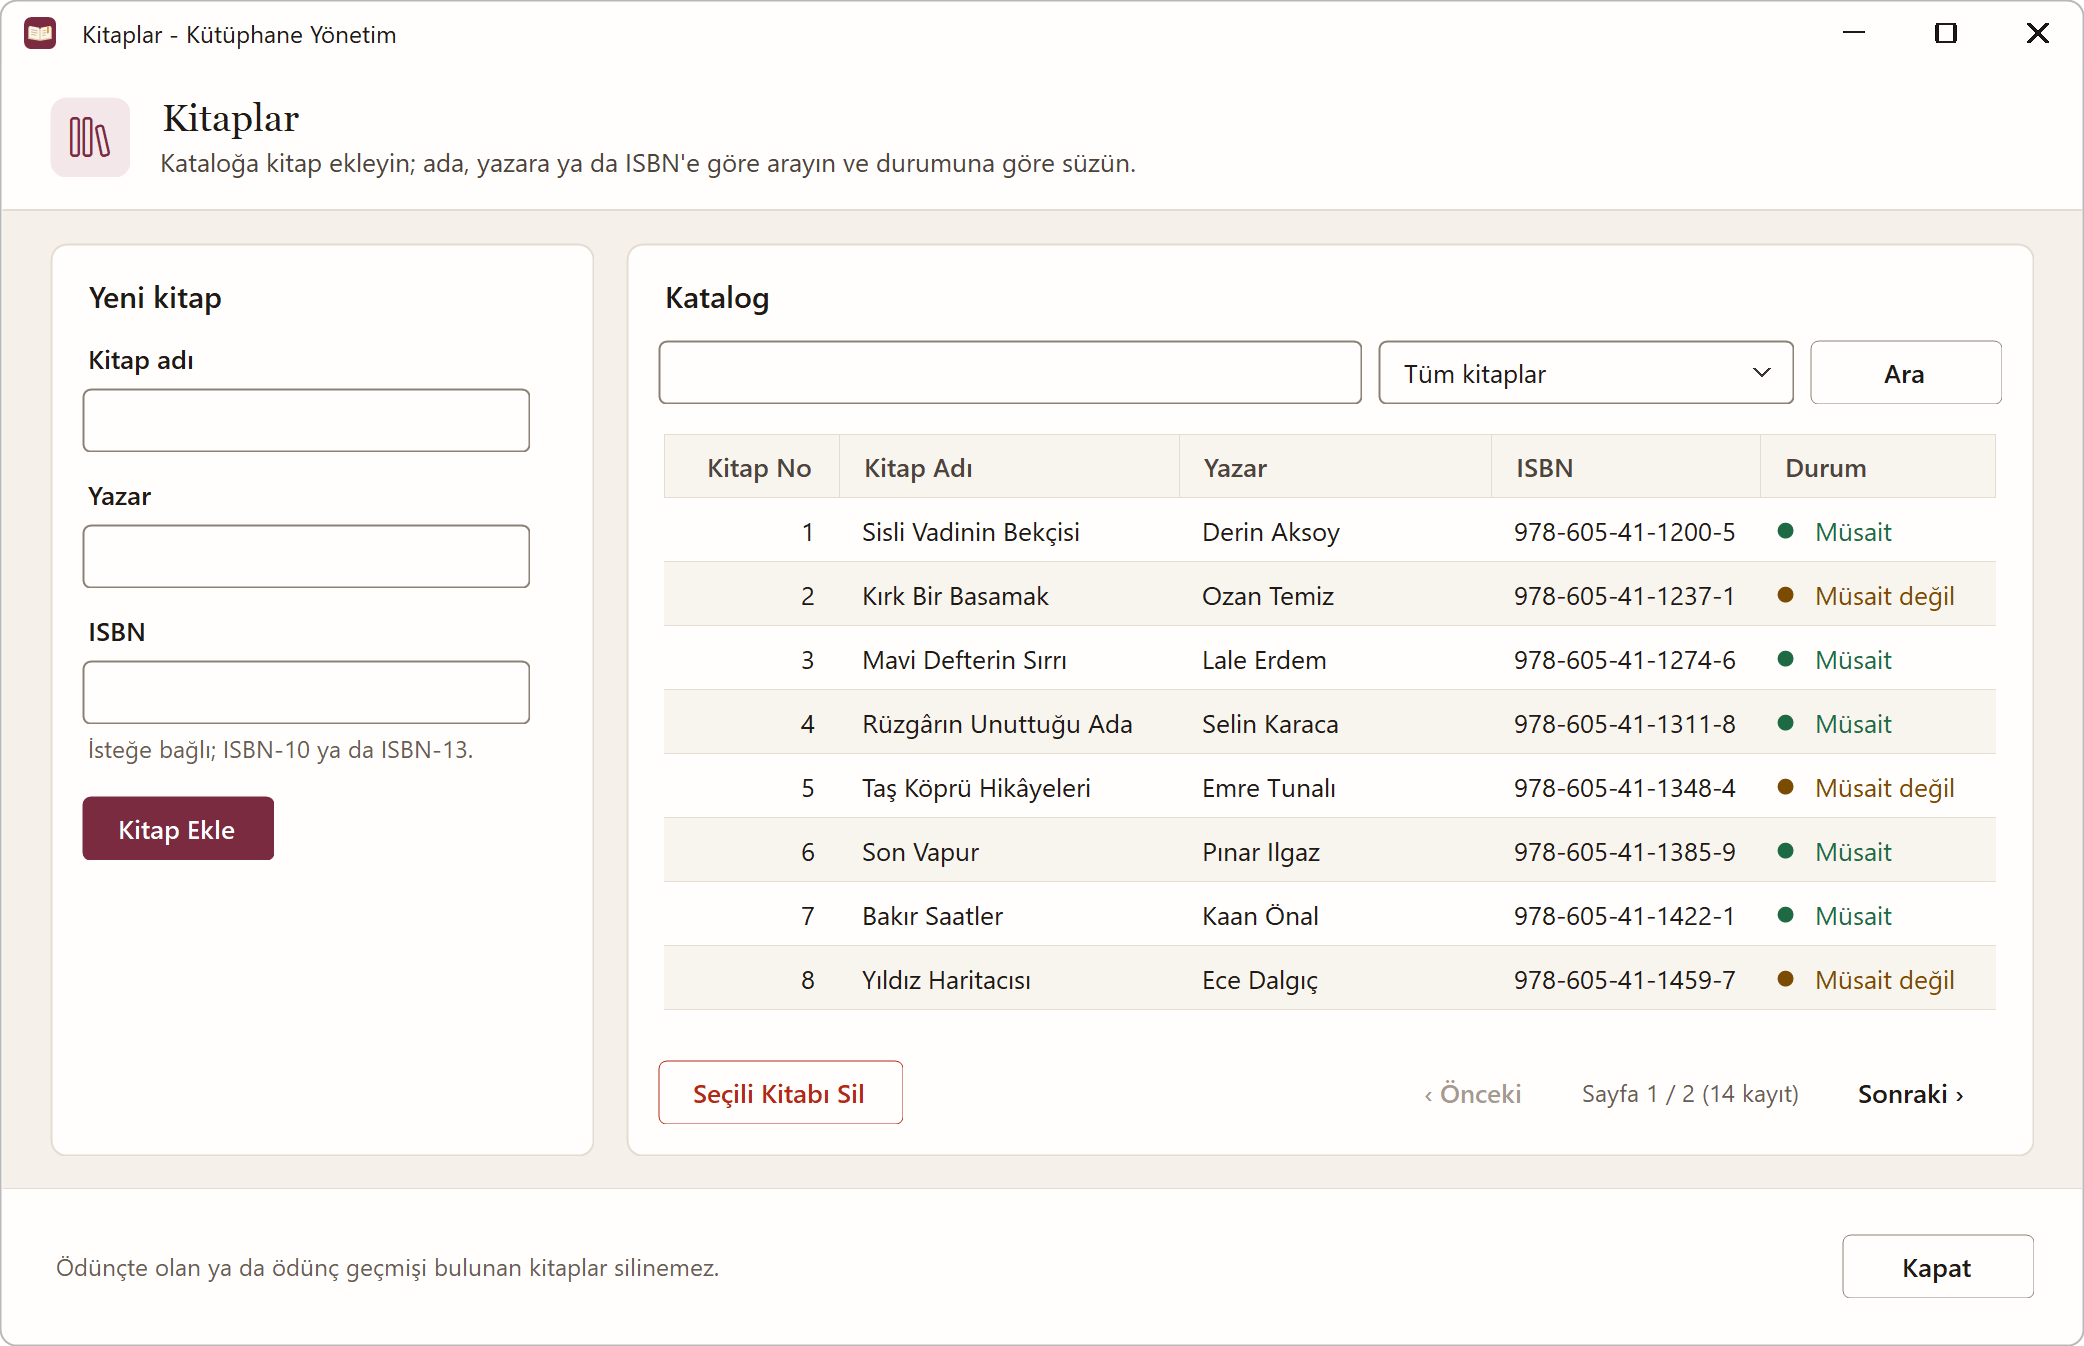 Kitaplar - Kütüphane Yönetim
Kitaplar
Kataloğa kitap ekleyin; ada, yazara ya da ISBN'e göre arayın ve durumuna göre süzün.
Yeni kitap
Kitap adı
Yazar
ISBN
İsteğe bağlı; ISBN-10 ya da ISBN-13.
Kitap Ekle
Katalog
Tüm kitaplar
Ara
Kitap No Kitap Adı Yazar ISBN Durum
1 Sisli Vadinin Bekçisi Derin Aksoy 978-605-41-1200-5 Müsait
2 Kırk Bir Basamak Ozan Temiz 978-605-41-1237-1 Müsait değil
3 Mavi Defterin Sırrı Lale Erdem 978-605-41-1274-6 Müsait
4 Rüzgârın Unuttuğu Ada Selin Karaca 978-605-41-1311-8 Müsait
5 Taş Köprü Hikâyeleri Emre Tunalı 978-605-41-1348-4 Müsait değil
6 Son Vapur Pınar Ilgaz 978-605-41-1385-9 Müsait
7 Bakır Saatler Kaan Önal 978-605-41-1422-1 Müsait
8 Yıldız Haritacısı Ece Dalgıç 978-605-41-1459-7 Müsait değil
Seçili Kitabı Sil
‹ Önceki Sayfa 1 / 2 (14 kayıt) Sonraki ›
Ödünçte olan ya da ödünç geçmişi bulunan kitaplar silinemez.
Kapat